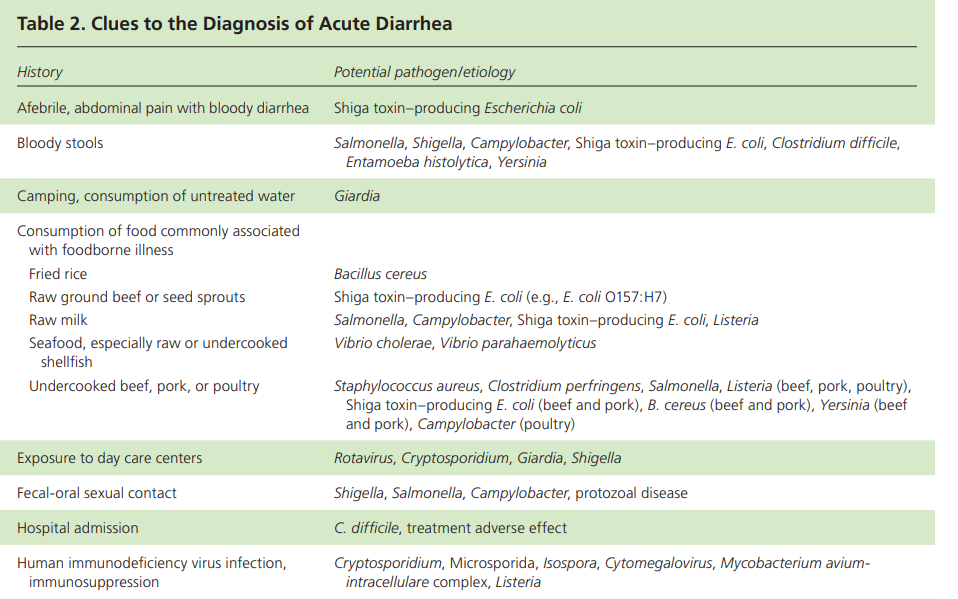 Table 2. Clues to the Diagnosis of Acute Diarrhea
History Potential pathogen/etiology
Afebrile, abdominal pain with bloody diarrhea Shiga toxin–producing Escherichia coli
Bloody stools Salmonella, Shigella, Campylobacter, Shiga toxin–producing E. coli, Clostridium difficile,
Entamoeba histolytica, Yersinia
Camping, consumption of untreated water Giardia
Consumption of food commonly associated
with foodborne illness
Fried rice Bacillus cereus
Raw ground beef or seed sprouts Shiga toxin–producing E. coli (e.g., E. coli O157:H7)
Raw milk Salmonella, Campylobacter, Shiga toxin–producing E. coli, Listeria
Seafood, especially raw or undercooked Vibrio cholerae, Vibrio parahaemolyticus
shellfish
Undercooked beef, pork, or poultry Staphylococcus aureus, Clostridium perfringens, Salmonella, Listeria (beef, pork, poultry),
Shiga toxin–producing E. coli (beef and pork), B. cereus (beef and pork), Yersinia (beef
and pork), Campylobacter (poultry)
Exposure to day care centers Rotavirus, Cryptosporidium, Giardia, Shigella
Fecal-oral sexual contact Shigella, Salmonella, Campylobacter, protozoal disease
Hospital admission C. difficile, treatment adverse effect
Human immunodeficiency virus infection, Cryptosporidium, Microsporida, Isospora, Cytomegalovirus, Mycobacterium avium-
immunosuppression intracellulare complex, Listeria